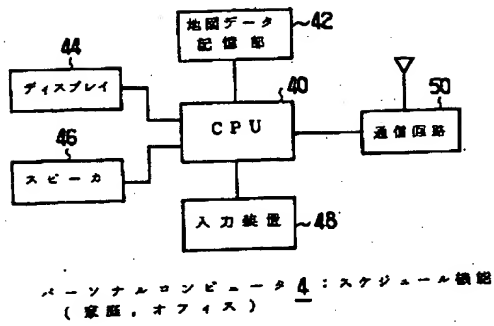 地図データ
記憶部
42
44
ディスプレイ
40
CPU
50
通信回路
46
スピーカ
入力装置
48
パーソナルコンピュータ 4 : スケジュール機能
( 家庭 , オフィス )